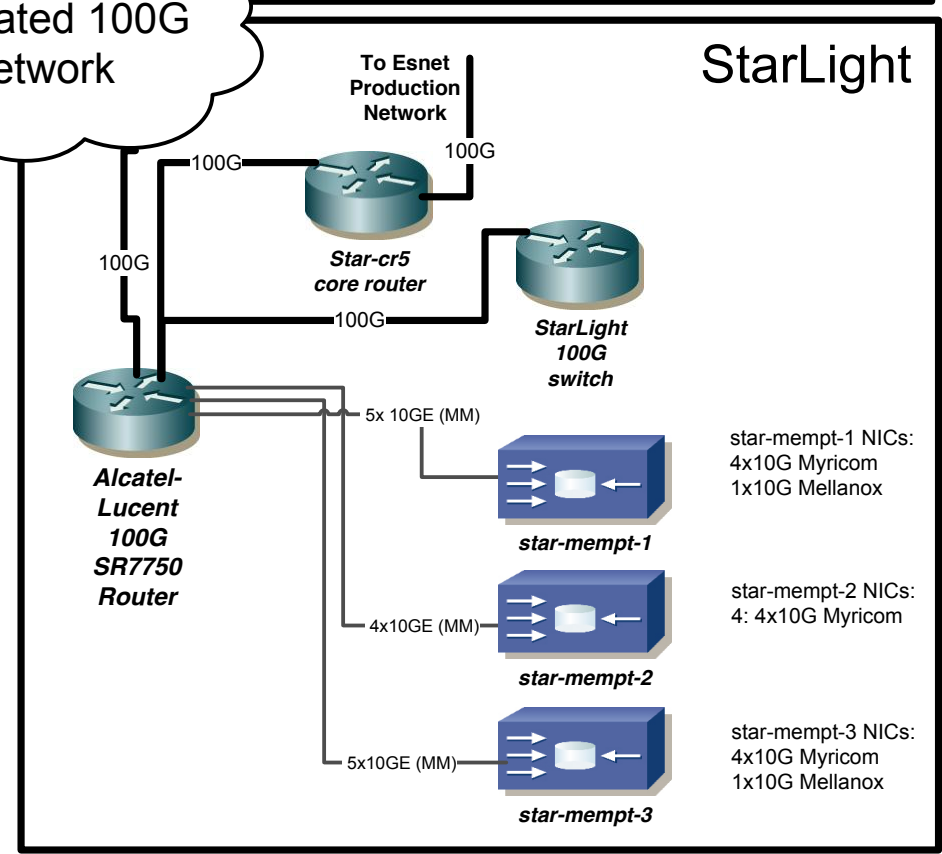 ated 100G
etwork
StarLight
To Esnet
Production
Network
100G
100G
100G
Star-cr5
core router
100G
StarLight
100G
switch
5x 10GE (MM)
Alcatel-
Lucent
100G
SR7750
Router
star-mempt-1 NICs:
4x10G Myricom
1x10G Mellanox
star-mempt-1
4x10GE (MM)
star-mempt-2 NICs:
4: 4x10G Myricom
star-mempt-2
5x10GE (MM)
star-mempt-3 NICs:
4x10G Myricom
1x10G Mellanox
star-mempt-3